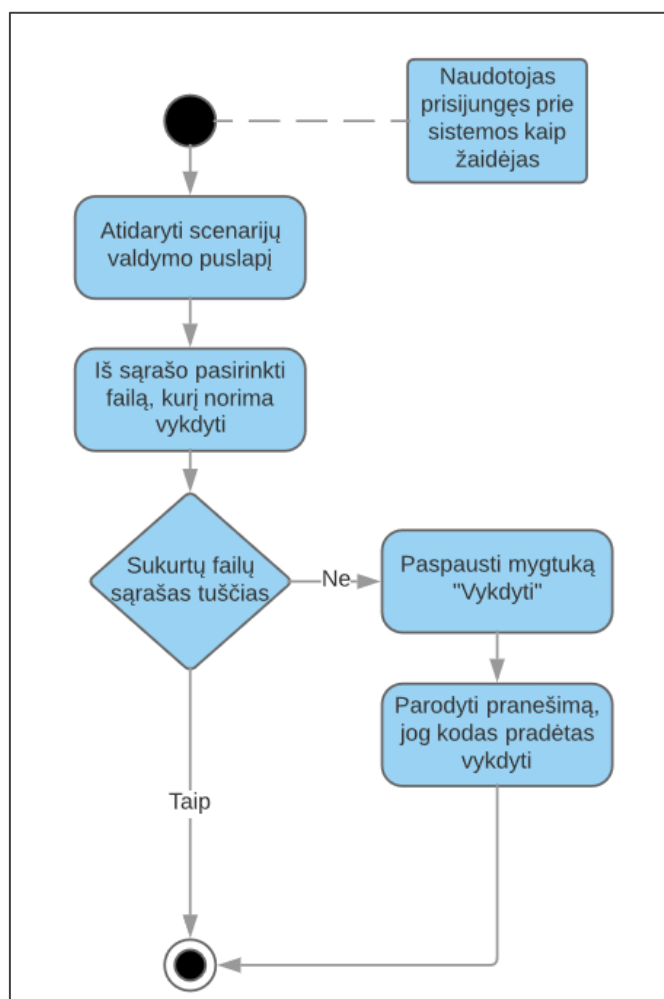 Naudotojas
prisijungęs prie
sistemos kaip
žaidėjas
Atidaryti scenarijų
valdymo puslapį
Iš sąrašo pasirinkti
failą, kurį norima
vykdyti
Sukurtų failų
sąrašas tuščias
Ne
Paspausti mygtuką
"Vykdyti"
Parodyti pranešimą,
jog kodas pradėtas
vykdyti
Taip